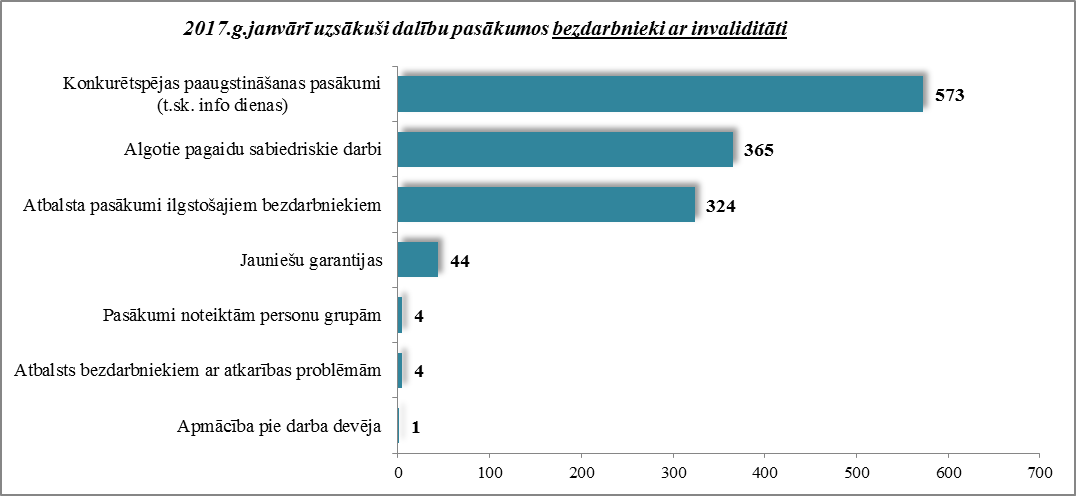 2017.g.janvārī uzsākuši dalību pasākumos bezdarbnieki ar invaliditāti
Konkurētspējas paaugstināšanas pasākumi
(t.sk. info dienas)
573
Algotie pagaidu sabiedriskie darbi
365
Atbalsta pasākumi ilgstošajiem bezdarbniekiem
324
Jauniešu garantijas
44
Pasākumi noteiktām personu grupām
4
Atbalsts bezdarbniekiem ar atkarības problēmām
4
Apmācība pie darba devēja
1
0 100 200 300 400 500 600 700